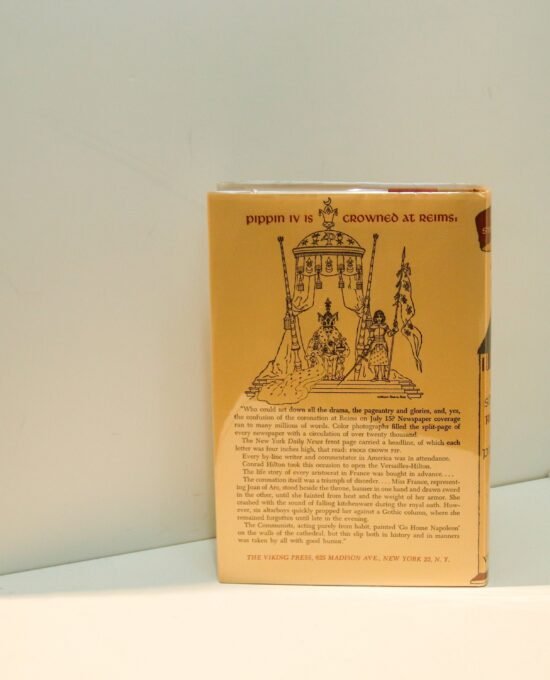 pippin iv is crowned at reims:
"Who could set down all the drama, the pageantry and glories, and, yes,
the confusion of the coronation at Reims on July 15? Newspaper coverage
ran to many millions of words. Color photographs filled the split-page of
every newspaper with a circulation of over twenty thousand.
The New York Daily News front page carried a headline, of which each
letter was four inches high, that read: FROGS CROWN PIP.
Every by-line writer and commentator in America was in attendance.
Conrad Hilton took this occasion to open the Versailles-Hilton.
The life story of every aristocrat in France was bought in advance. . . .
The coronation itself was a triumph of disorder. . . . Miss France, represent-
ing Joan of Arc, stood beside the throne, banner in one hand and drawn sword
in the other, until she fainted from heat and the weight of her armor. She
crashed with the sound of falling kitchenware during the royal oath. How-
ever, six altarboys quickly propped her against a Gothic column, where she
remained forgotten until late in the evening.
The Communists, acting purely from habit, painted 'Go Home Napoleon'
on the walls of the cathedral, but this slip both in history and in manners
was taken by all with good humor."
THE VIKING PRESS, 625 MADISON AVE., NEW YORK 22, N. Y.